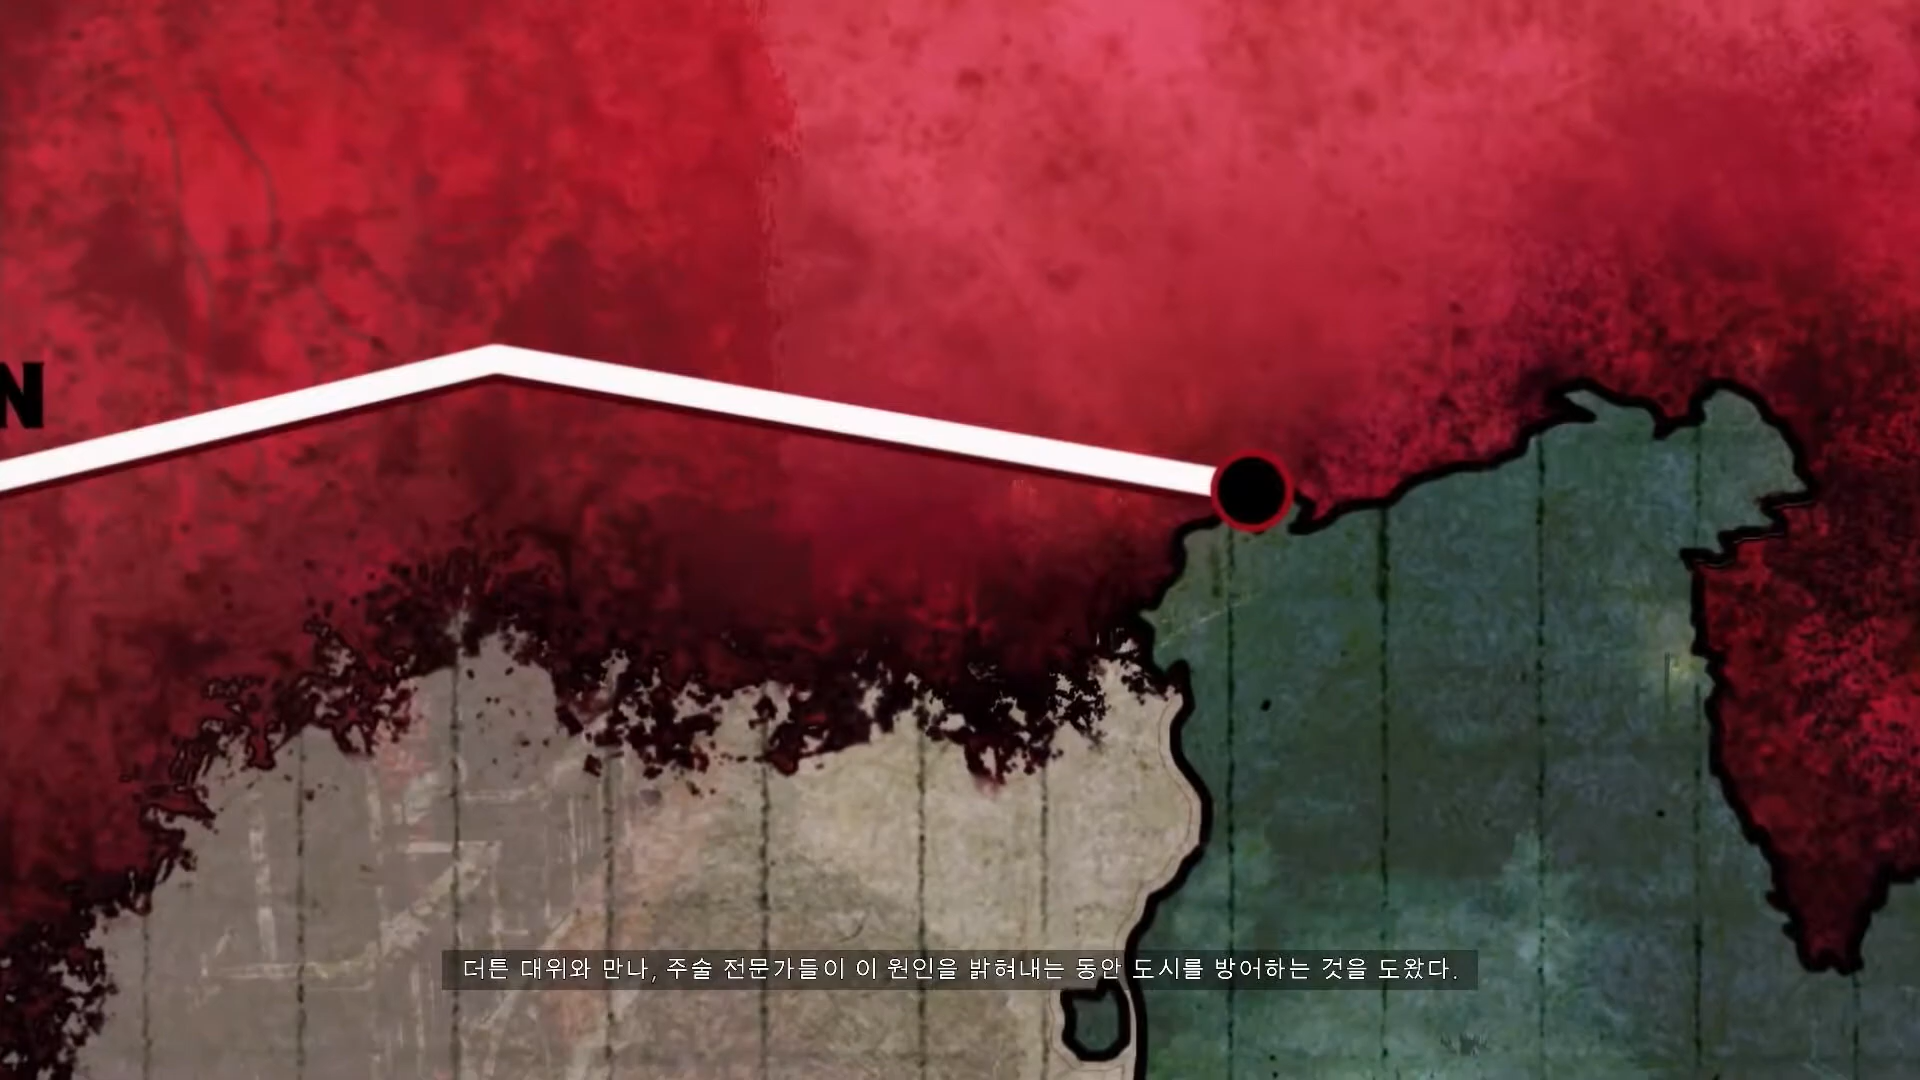 N
더튼 대위와 만나, 주술 전문가들이 이 원인을 밝혀내는 동안 도시를 방어하는 것을 도왔다.